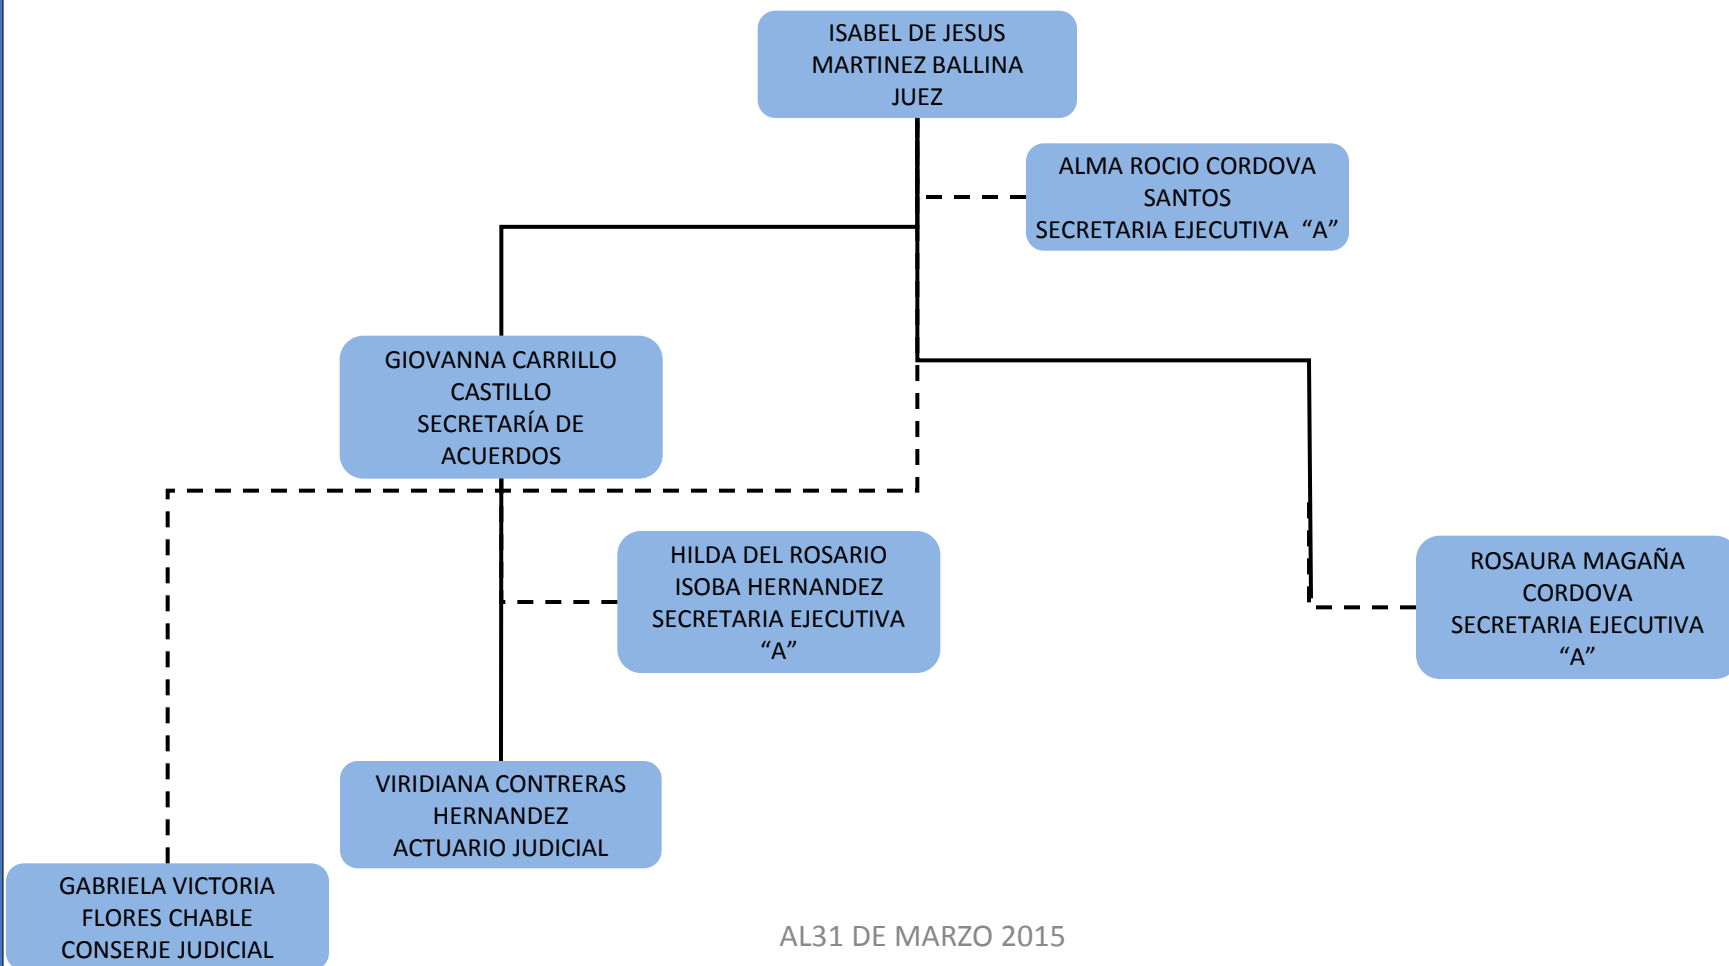 ISABEL DE JESUS
MARTINEZ BALLINA
JUEZ
ALMA ROCIO CORDOVA
SANTOS
SECRETARIA EJECUTIVA “A”
GIOVANNA CARRILLO
CASTILLO
SECRETARÍA DE
ACUERDOS
HILDA DEL ROSARIO
ISOBA HERNANDEZ
SECRETARIA EJECUTIVA
“A”
ROSAURA MAGAÑA
CORDOVA
SECRETARIA EJECUTIVA
“A”
VIRIDIANA CONTRERAS
HERNANDEZ
ACTUARIO JUDICIAL
GABRIELA VICTORIA
FLORES CHABLE
CONSERJE JUDICIAL
AL31 DE MARZO 2015